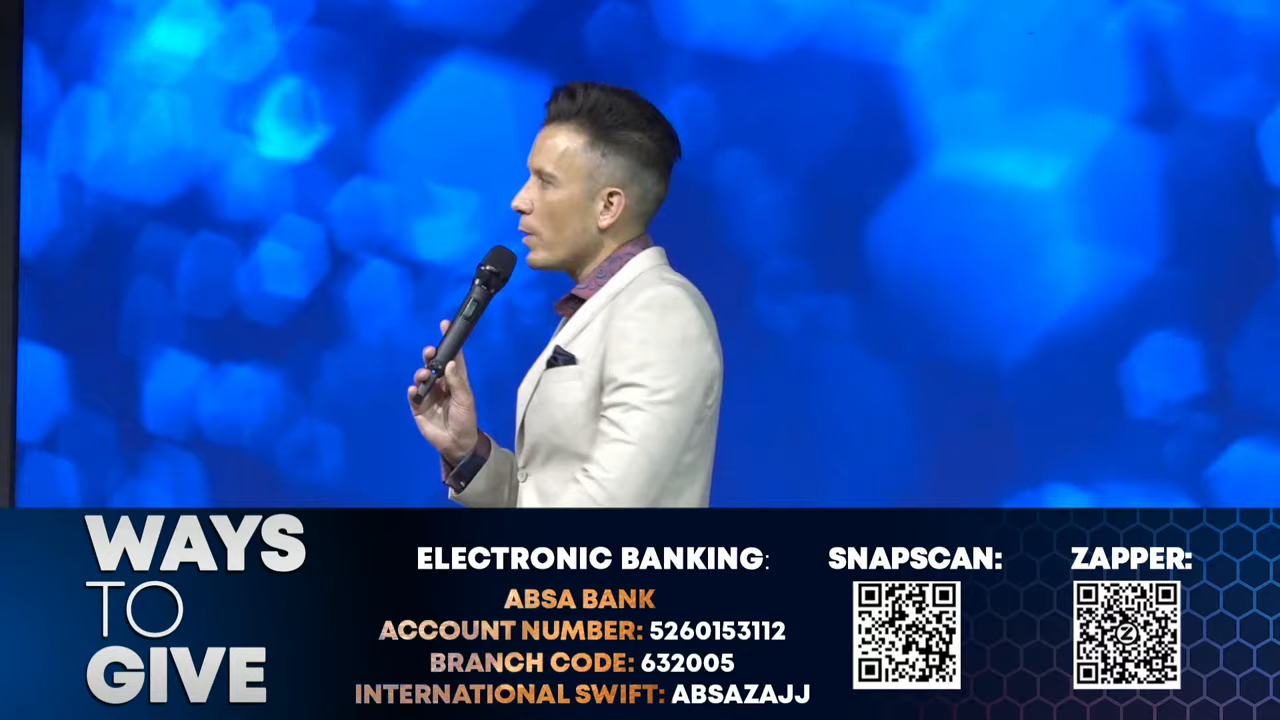 WAYS
TO
GIVE
ELECTRONIC BANKING:
ABSA BANK
ACCOUNT NUMBER: 5260153112
BRANCH CODE: 632005
INTERNATIONAL SWIFT: ABSAZAJJ
SNAPSCAN:
ZAPPER:
Z